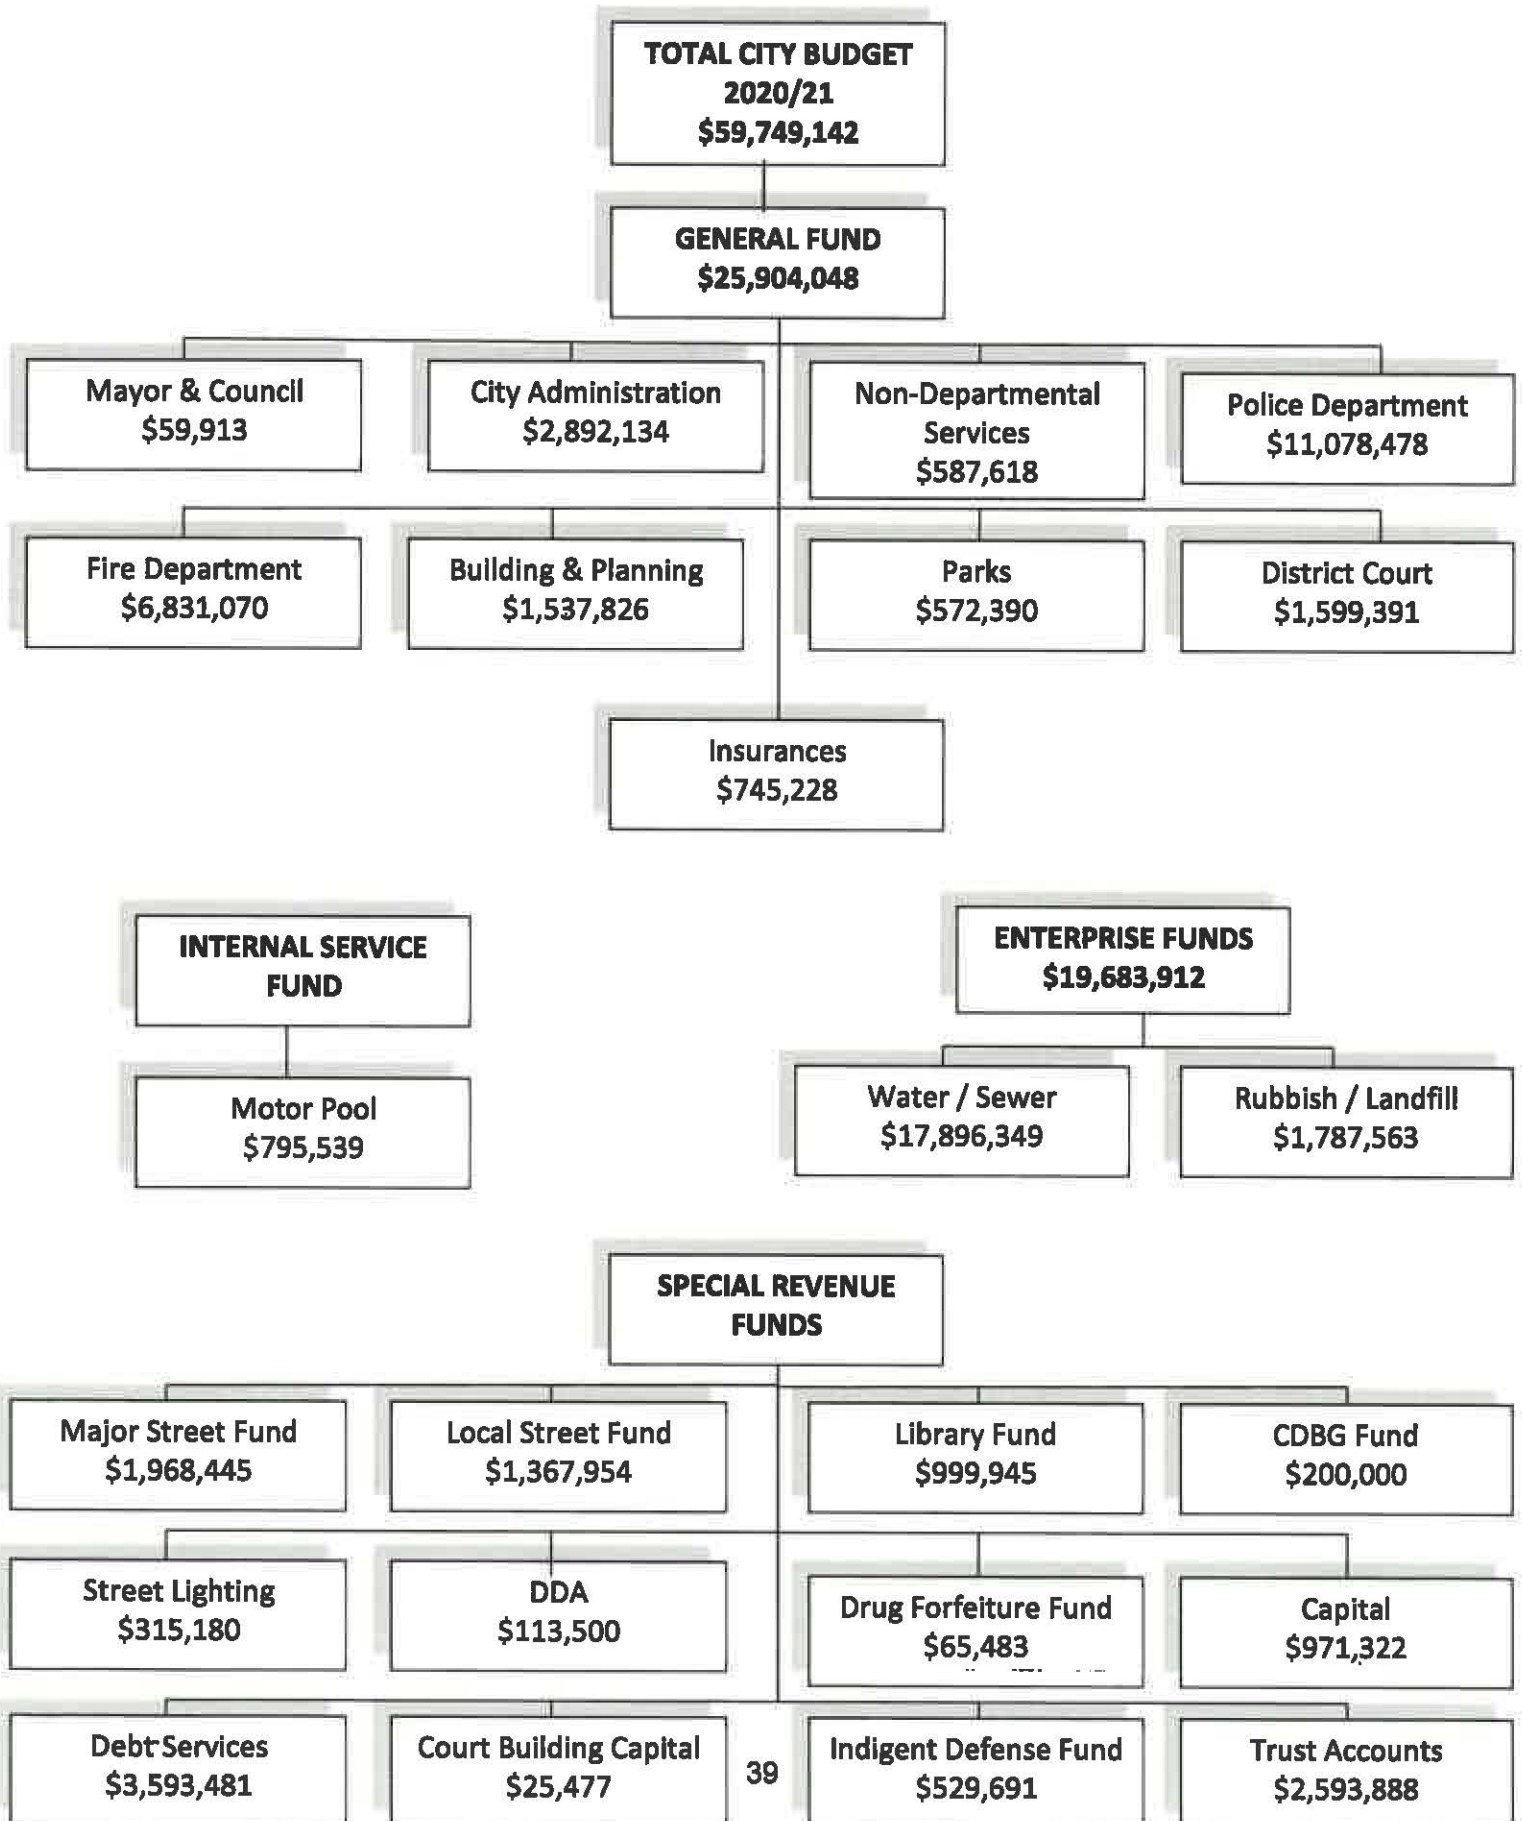 TOTAL CITY BUDGET
2020/21
$59,749,142
GENERAL FUND
$25,904,048
Mayor & Council
$59,913
City Administration
$2,892,134
Non-Departmental
Services
$587,618
Police Department
$11,078,478
Fire Department
$6,831,070
Building & Planning
$1,537,826
Parks
$572,390
District Court
$1,599,391
Insurances
$745,228
INTERNAL SERVICE
FUND
Motor Pool
$795,539
ENTERPRISE FUNDS
$19,683,912
Water / Sewer
$17,896,349
Rubbish / Landfill
$1,787,563
SPECIAL REVENUE
FUNDS
Major Street Fund
$1,968,445
Local Street Fund
$1,367,954
Library Fund
$999,945
CDBG Fund
$200,000
Street Lighting
$315,180
DDA
$113,500
Drug Forfeiture Fund
$65,483
Capital
$971,322
Debt Services
$3,593,481
Court Building Capital
$25,477
Indigent Defense Fund
$529,691
Trust Accounts
$2,593,888
39